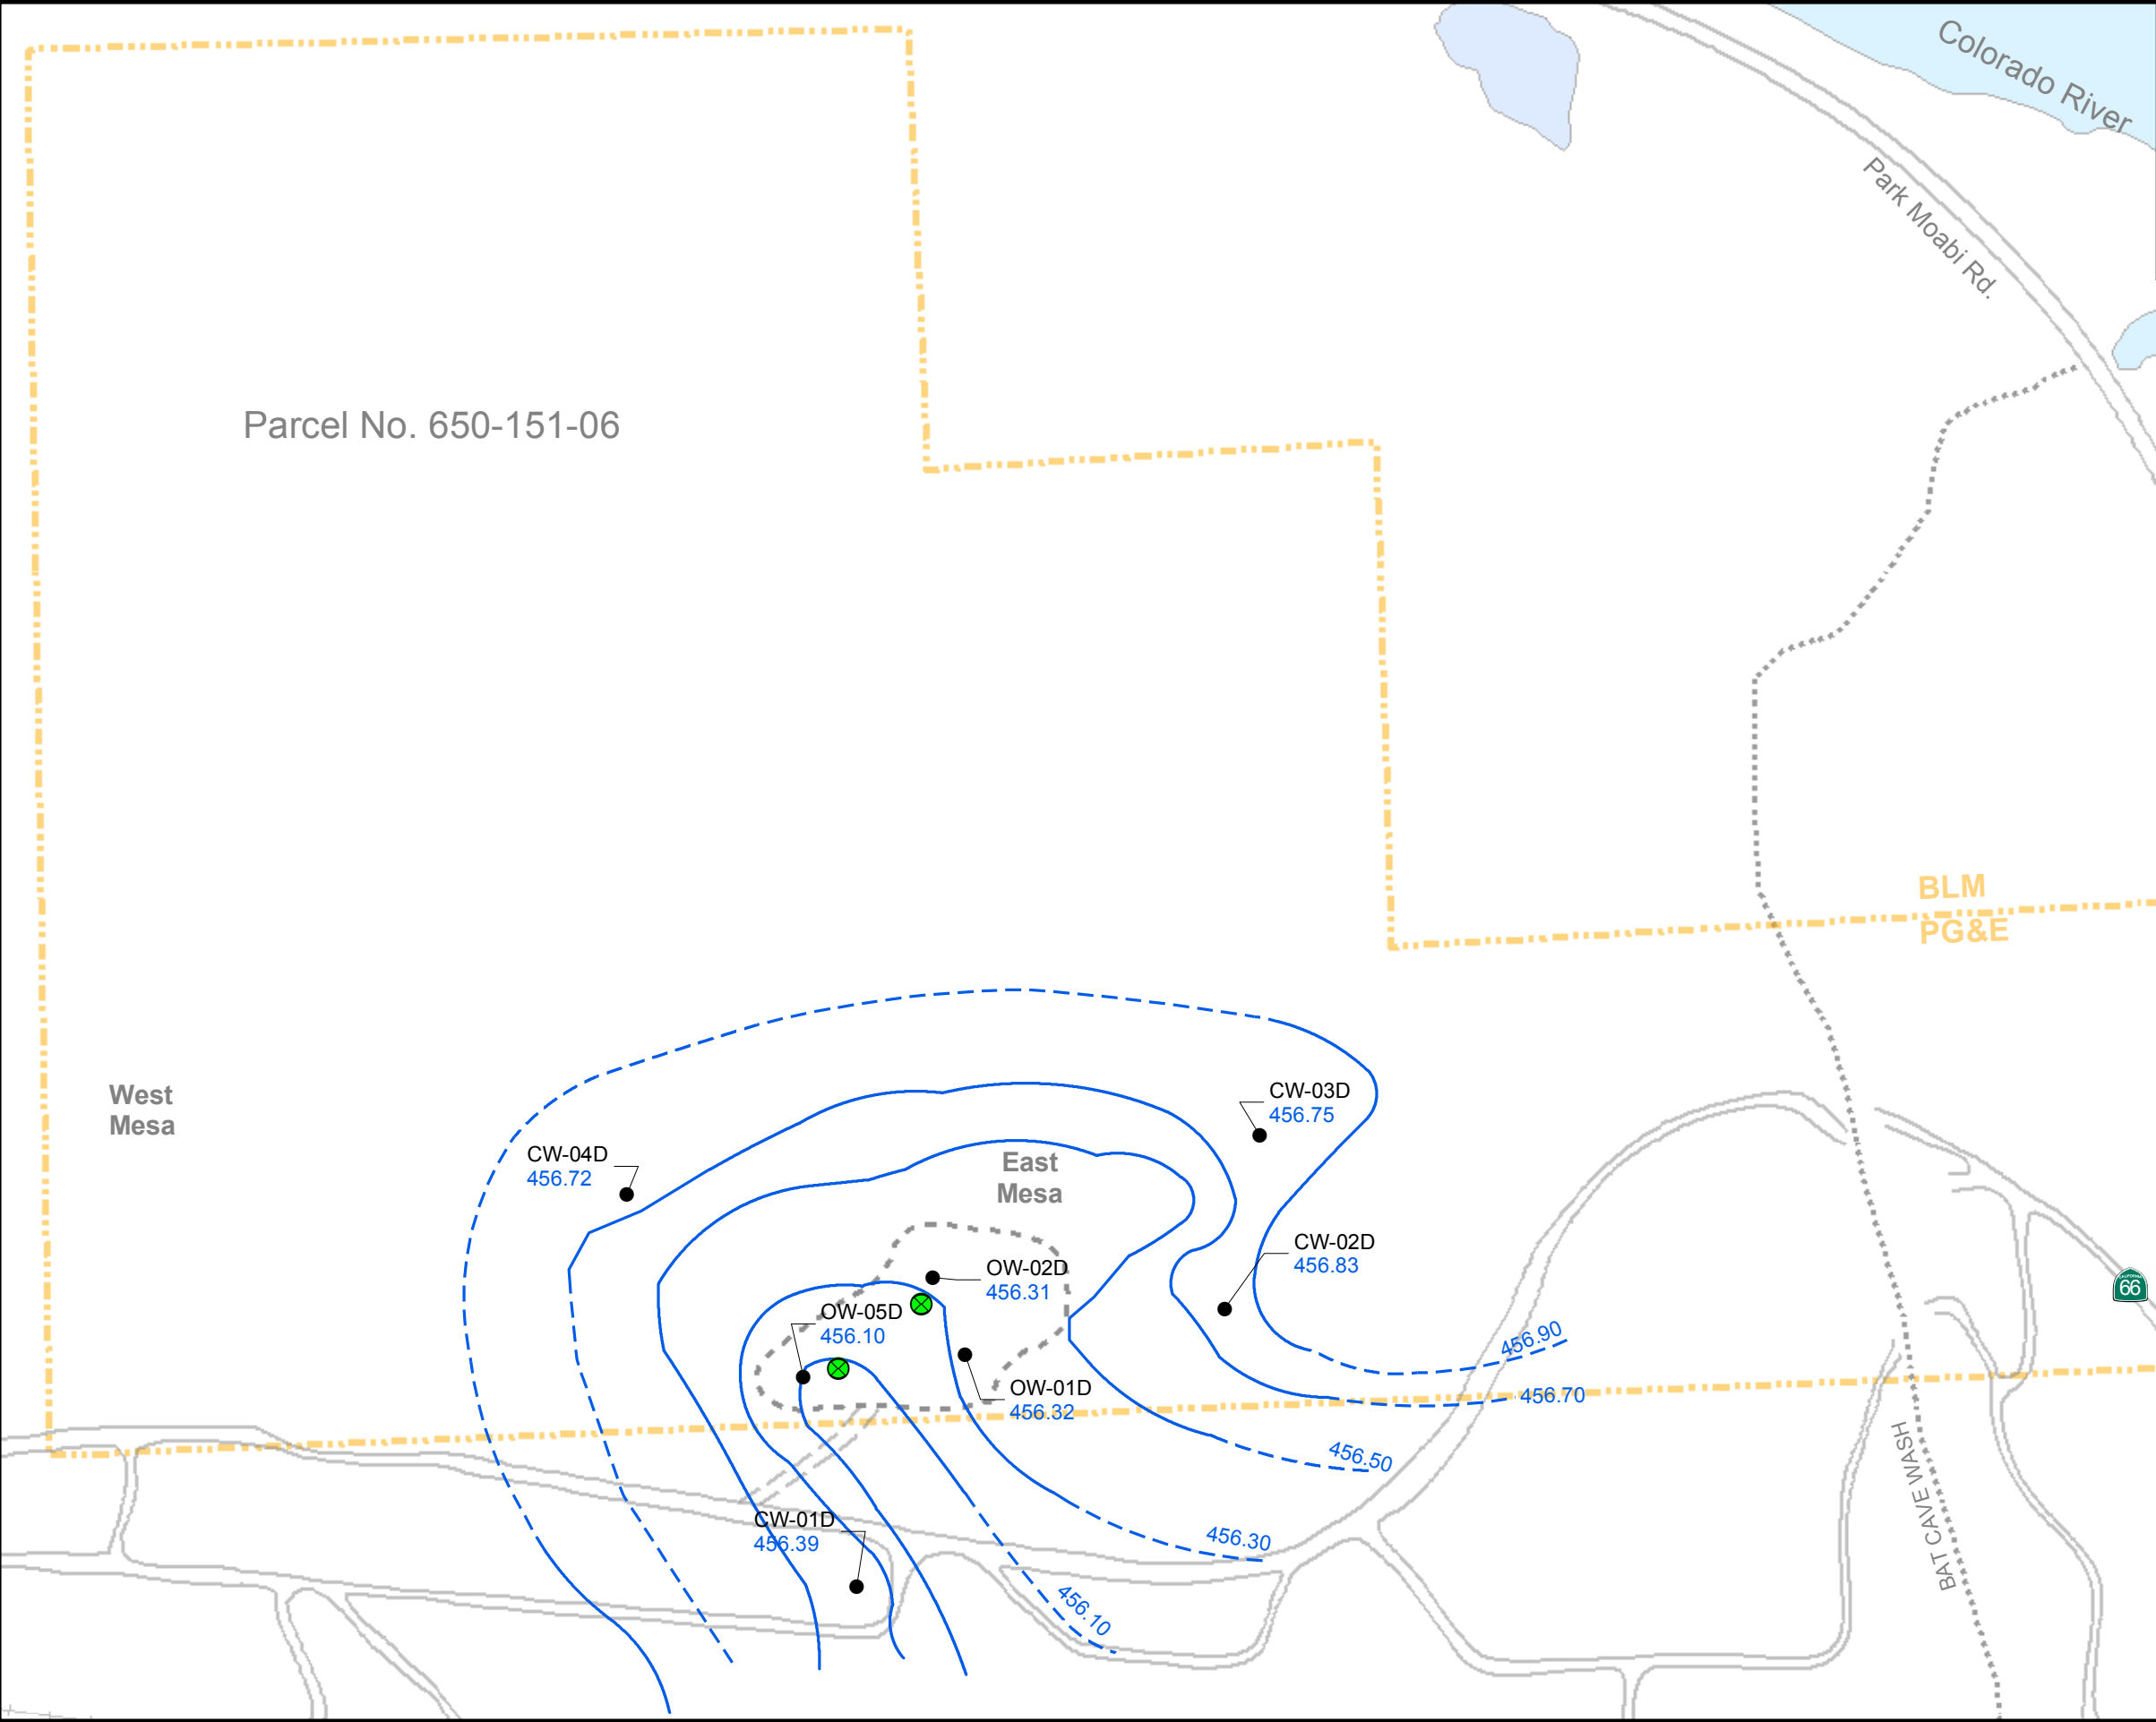 Colorado River
Park Moabi Rd.
Parcel No. 650-151-06
BLM
PG&E
West
Mesa
East
Mesa
CW-03D
456.75
CW-04D
456.72
CW-02D
456.83
OW-02D
456.31
OW-05D
456.10
OW-01D
456.32
CW-01D
456.39
456.90
456.70
456.50
456.30
456.10
BAT CAVE WASH
CALIFORNIA
66